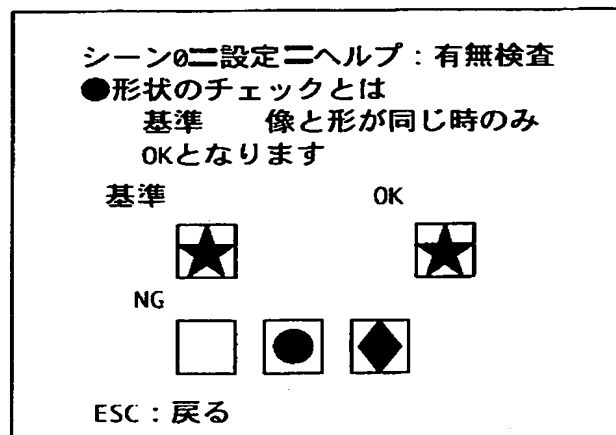 シーン0＝設定＝ヘルプ：有無検査
●形状のチェックとは
基準　　像と形が同じ時のみ
OKとなります
基準　　OK
NG
ESC：戻る